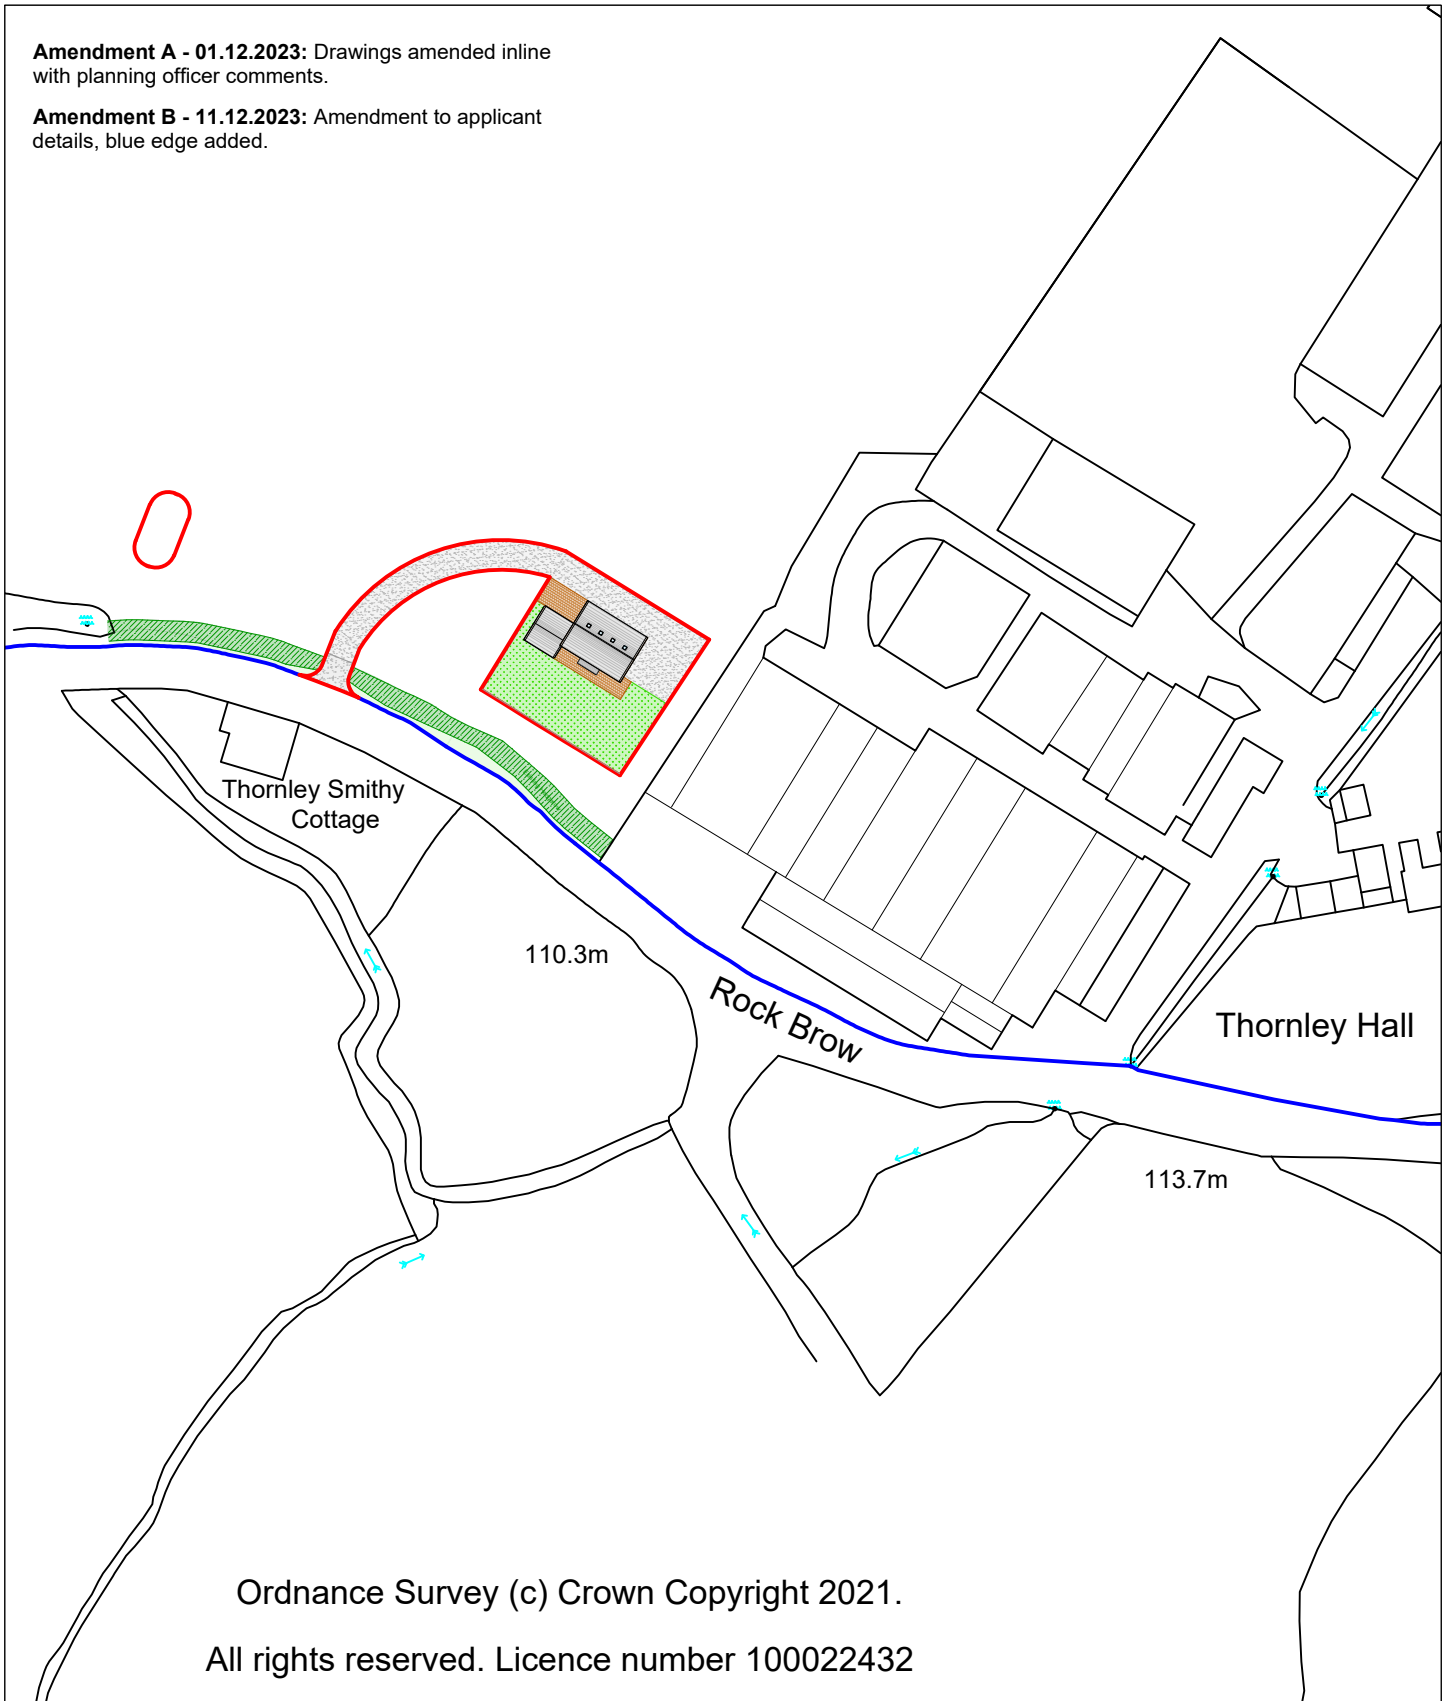 Amendment A - 01.12.2023: Drawings amended inline
with planning officer comments.
Amendment B - 11.12.2023: Amendment to applicant
details, blue edge added.
Thornley Smithy
Cottage
110.3m
Rock Brow
Thornley Hall
113.7m
Ordnance Survey (c) Crown Copyright 2021.
All rights reserved. Licence number 100022432